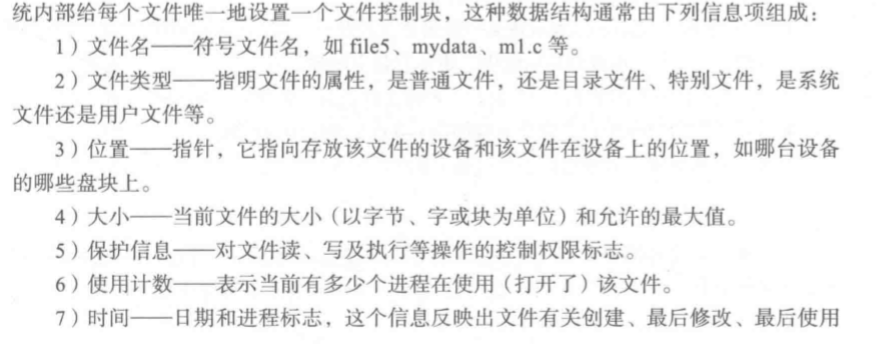 统内部给每个文件唯一地设置一个文件控制块，这种数据结构通常由下列信息项组成：
1）文件名——符号文件名，如 file5、mydata、m1.c 等。
2）文件类型——指明文件的属性，是普通文件，还是目录文件、特别文件，是系统
文件还是用户文件等。
3）位置——指针，它指向存放该文件的设备和该文件在设备上的位置，如哪台设备
的哪些盘块上。
4）大小——当前文件的大小（以字节、字或块为单位）和允许的最大值。
5）保护信息——对文件读、写及执行等操作的控制权限标志。
6）使用计数——表示当前有多少个进程在使用（打开了）该文件。
7）时间——日期和进程标志，这个信息反映出文件有关创建、最后修改、最后使用